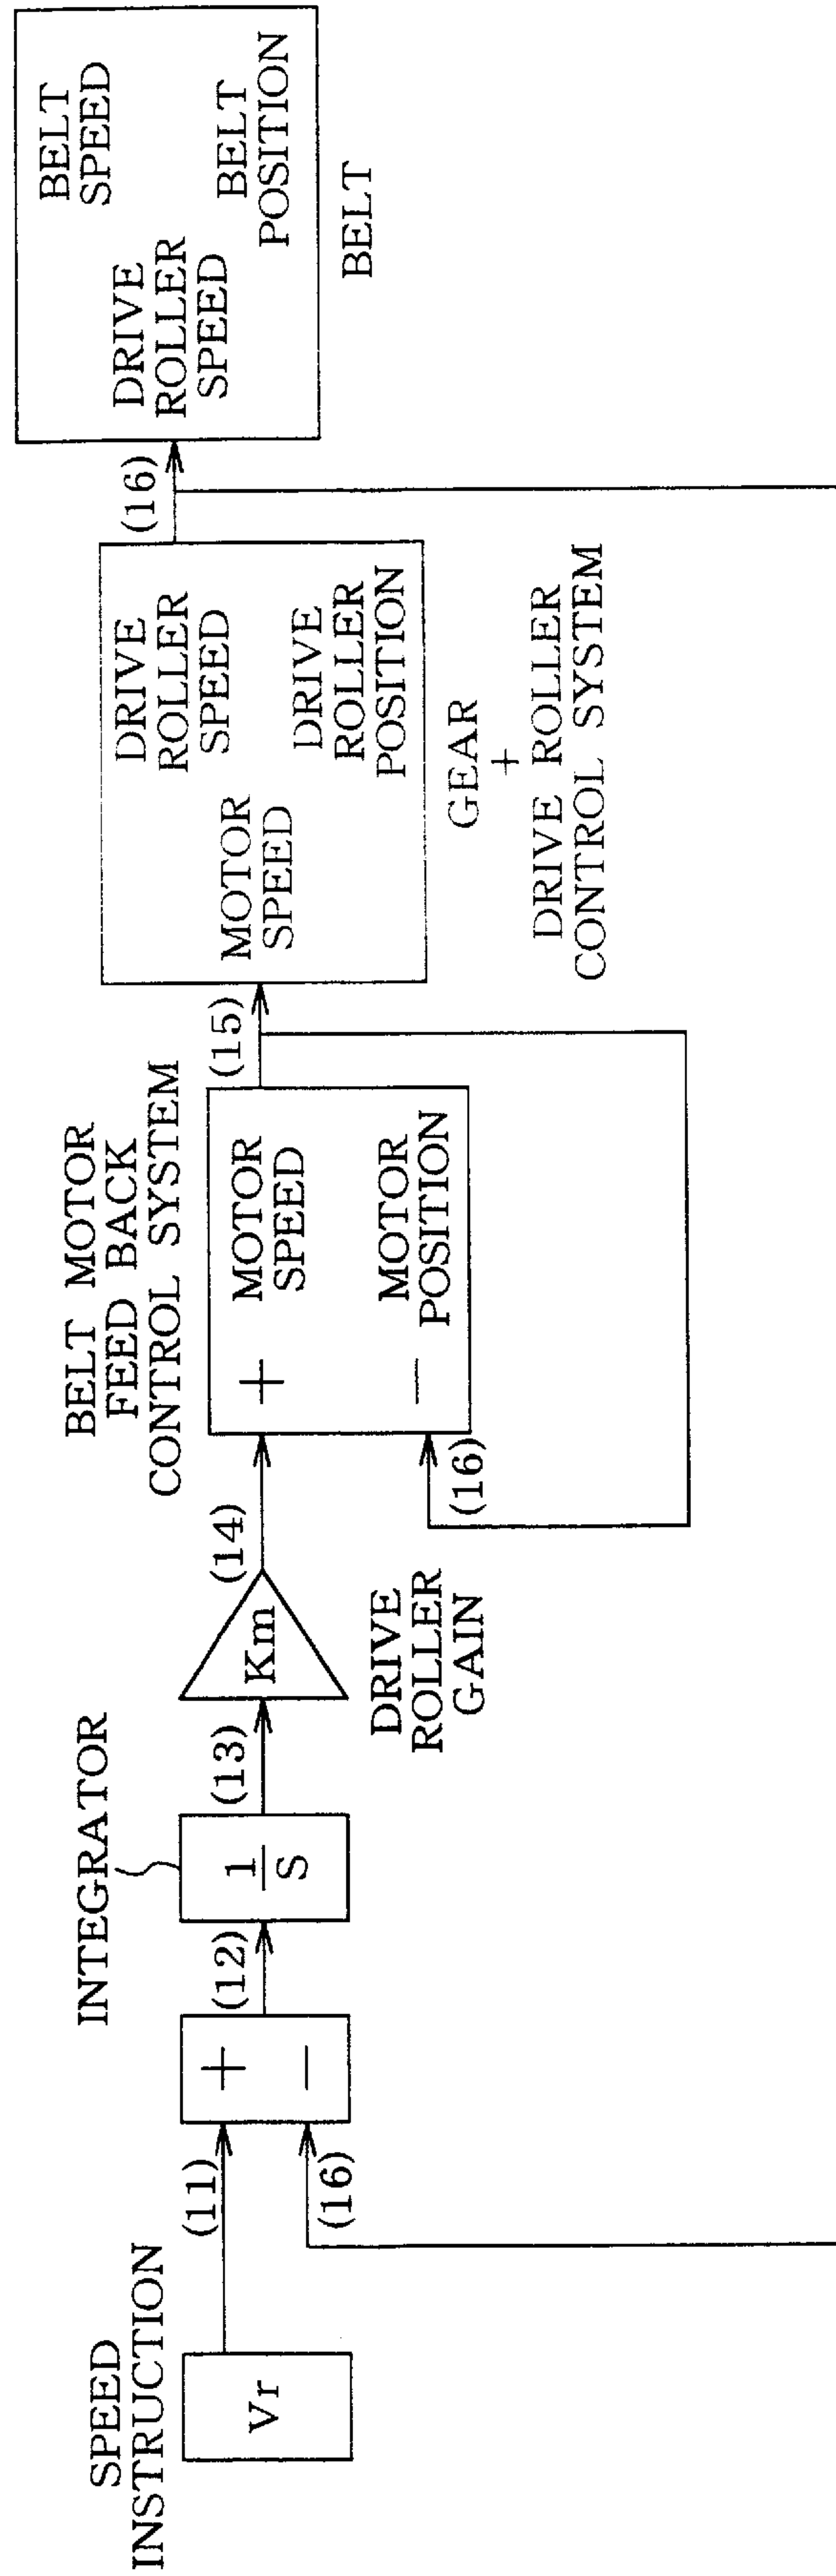 SPEED
INSTRUCTION
Vr
(11)
(16)
+
−
(12)
INTEGRATOR
1
S
(13)
Km
DRIVE
ROLLER
GAIN
(14)
BELT MOTOR
FEED BACK
CONTROL SYSTEM
+
MOTOR
SPEED
−
MOTOR
POSITION
(16)
(15)
MOTOR
SPEED
DRIVE
ROLLER
SPEED
DRIVE
ROLLER
POSITION
GEAR
+
DRIVE ROLLER
CONTROL SYSTEM
(16)
DRIVE
ROLLER
SPEED
BELT
SPEED
BELT
POSITION
BELT